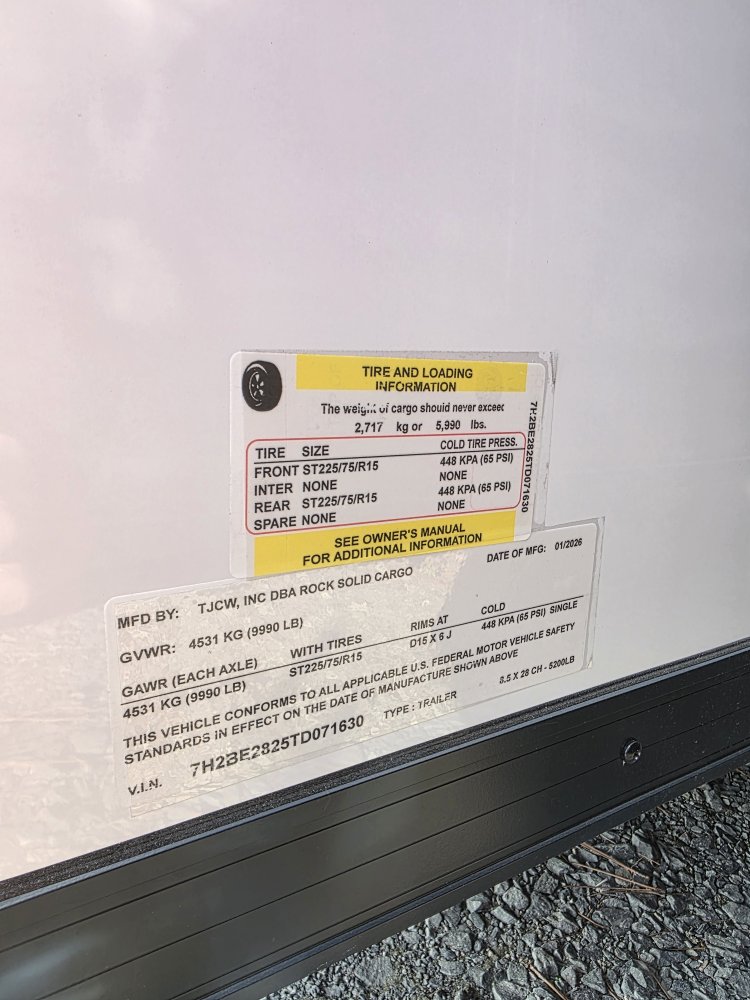 TIRE AND LOADING
INFORMATION
The weight of cargo should never exceed
2,717 kg or 5,990 lbs.
TIRE SIZE COLD TIRE PRESS.
FRONT ST225/75/R15 448 KPA (65 PSI)
INTER NONE NONE
REAR ST225/75/R15 448 KPA (65 PSI)
SPARE NONE NONE
SEE OWNER'S MANUAL
FOR ADDITIONAL INFORMATION
7H2BE2825TD071630
MFD BY: TJCW, INC DBA ROCK SOLID CARGO DATE OF MFG: 01/2026
GVWR: 4531 KG (9990 LB)
GAWR (EACH AXLE) WITH TIRES RIMS AT COLD
4531 KG (9990 LB) ST225/75/R15 D15 X 6 J 448 KPA (65 PSI) SINGLE
THIS VEHICLE CONFORMS TO ALL APPLICABLE U.S. FEDERAL MOTOR VEHICLE SAFETY
STANDARDS IN EFFECT ON THE DATE OF MANUFACTURE SHOWN ABOVE
V.I.N. 7H2BE2825TD071630 TYPE : TRAILER 8.5 X 28 CH - 5200LB